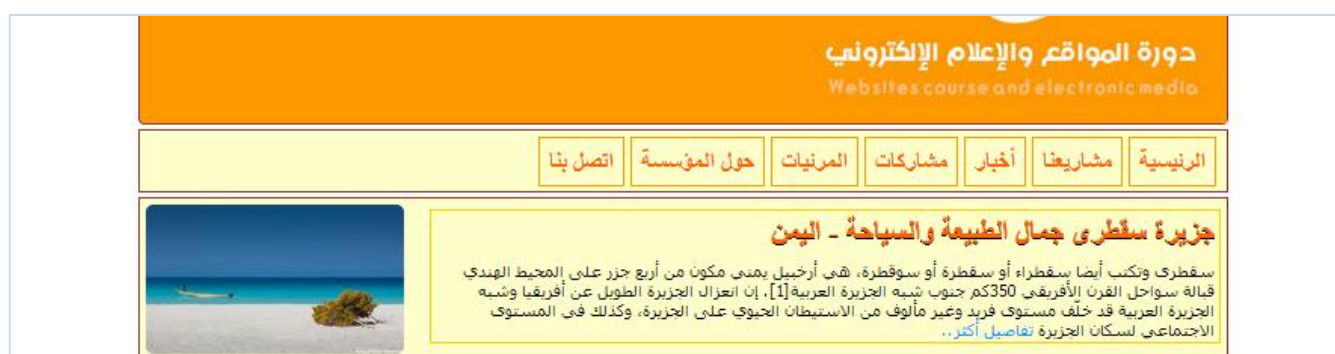 دورة المواقع والإعلام الإلكتروني
Websites course and electronic media
الرئيسية مشاريعنا أخبار مشاركات المرئيات حول المؤسسة اتصل بنا
جزيرة سقطرى جمال الطبيعة والسياحة - اليمن
سقطرى وتكتب أيضا سقطراء أو سقطرة أو سوقطرة، هي أرخبيل يمني مكون من أربع جزر على المحيط الهندي
قبالة سواحل القرن الأفريقي 350كم جنوب شبه الجزيرة العربية[1]. إن انعزال الجزيرة الطويل عن أفريقيا وشبه
الجزيرة العربية قد خلّف مستوى فريد وغير مألوف من الاستيطان الحيوي على الجزيرة، وكذلك في المستوى
الاجتماعي لسكان الجزيرة تفاصيل أكثر..